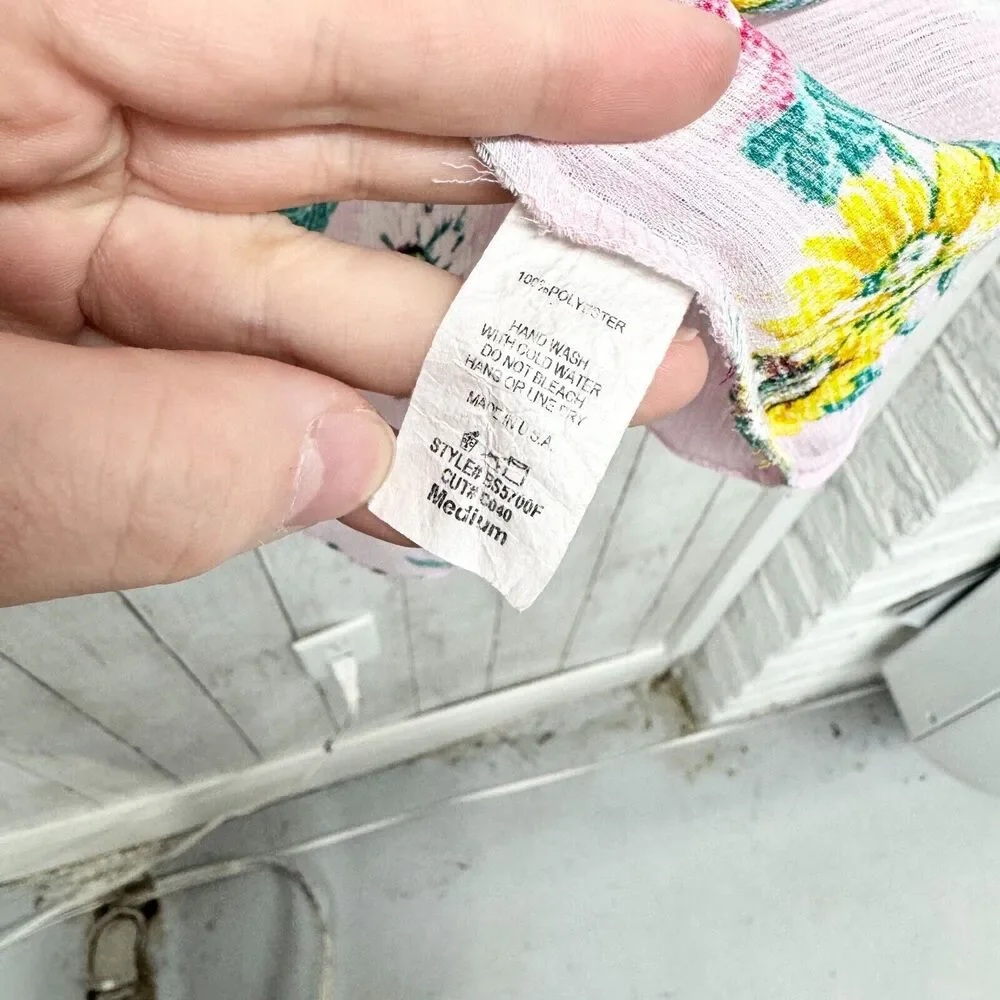 100% POLYESTER
HAND WASH
WITH COLD WATER
DO NOT BLEACH
HANG OR LINE DRY
MADE IN U.S.A
STYLE# BS5700F
CUT# 8040
Medium